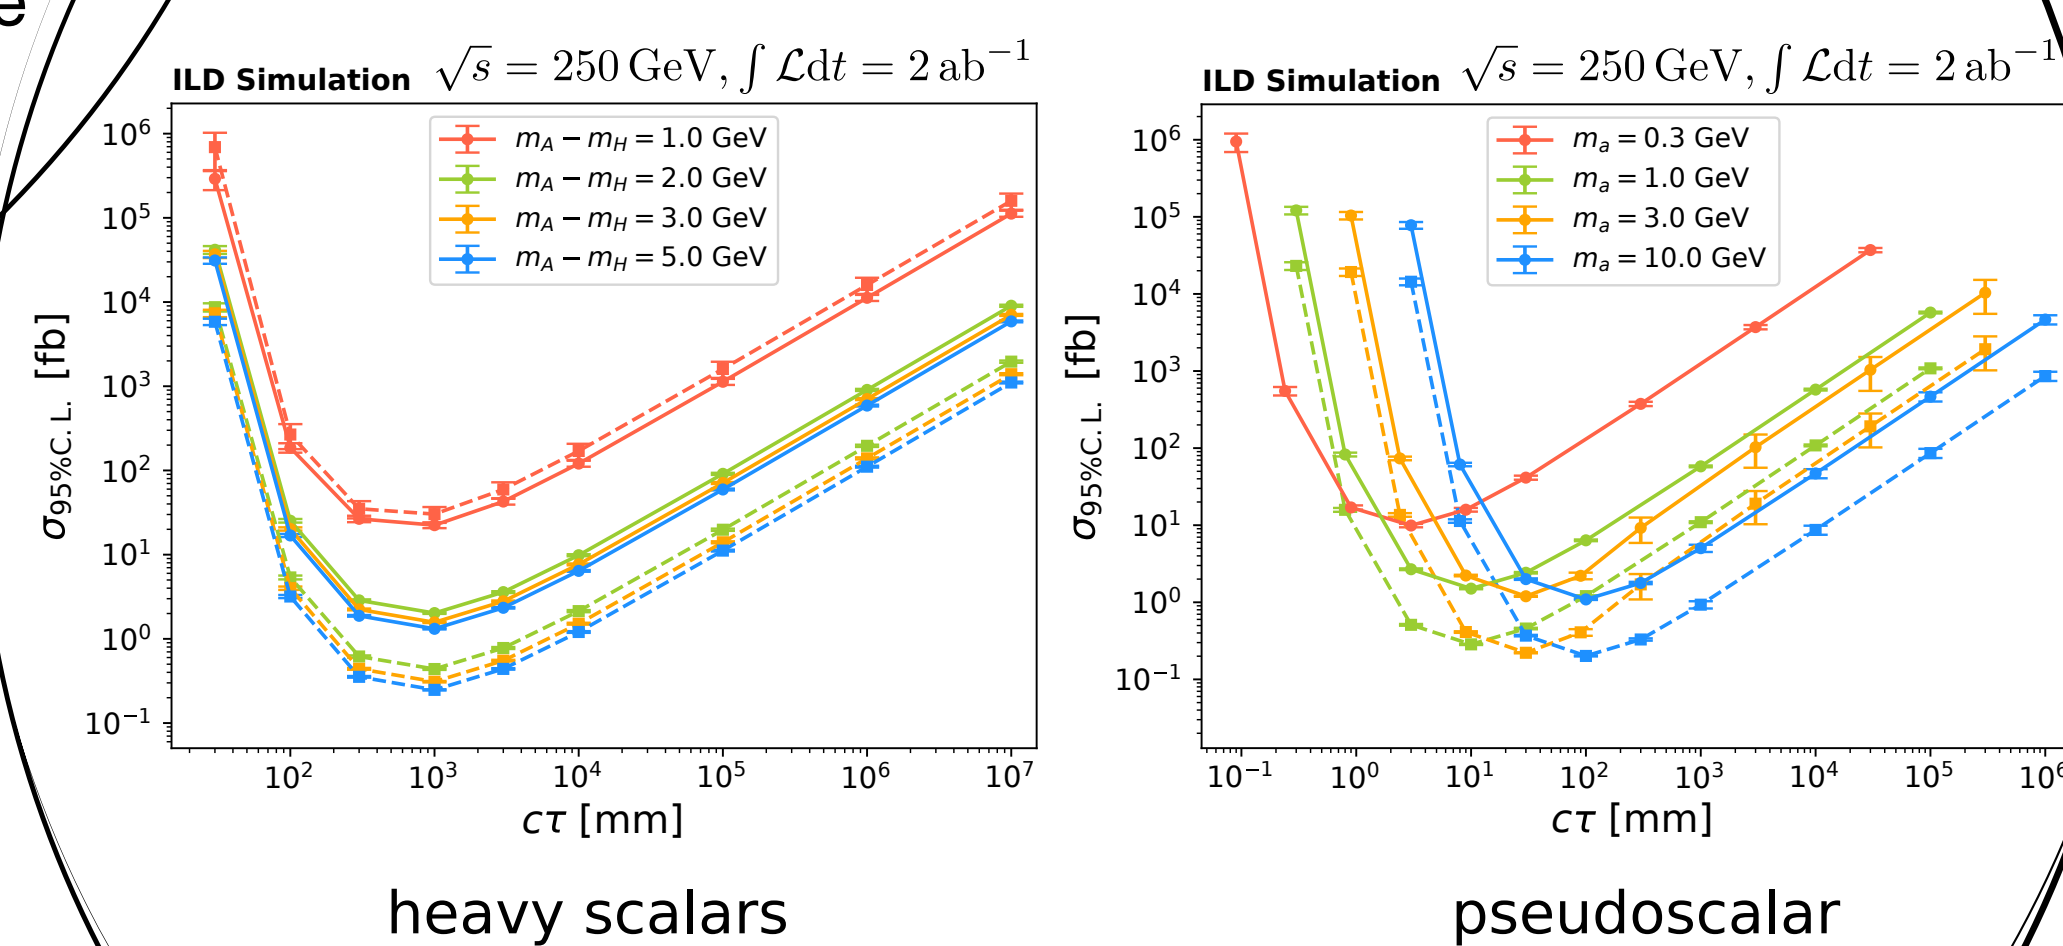 e
ILD Simulation √s = 250 GeV, ∫ ℒdt = 2 ab⁻¹
10⁶
10⁵
10⁴
10³
10²
10¹
10⁰
10⁻¹
σ95%C.L. [fb]
m_A − m_H = 1.0 GeV
m_A − m_H = 2.0 GeV
m_A − m_H = 3.0 GeV
m_A − m_H = 5.0 GeV
10² 10³ 10⁴ 10⁵ 10⁶ 10⁷
cτ [mm]
heavy scalars
ILD Simulation √s = 250 GeV, ∫ ℒdt = 2 ab⁻¹
10⁶
10⁵
10⁴
10³
10²
10¹
10⁰
10⁻¹
σ95%C.L. [fb]
m_a = 0.3 GeV
m_a = 1.0 GeV
m_a = 3.0 GeV
m_a = 10.0 GeV
10⁻¹ 10⁰ 10¹ 10² 10³ 10⁴ 10⁵ 10⁶
cτ [mm]
pseudoscalar